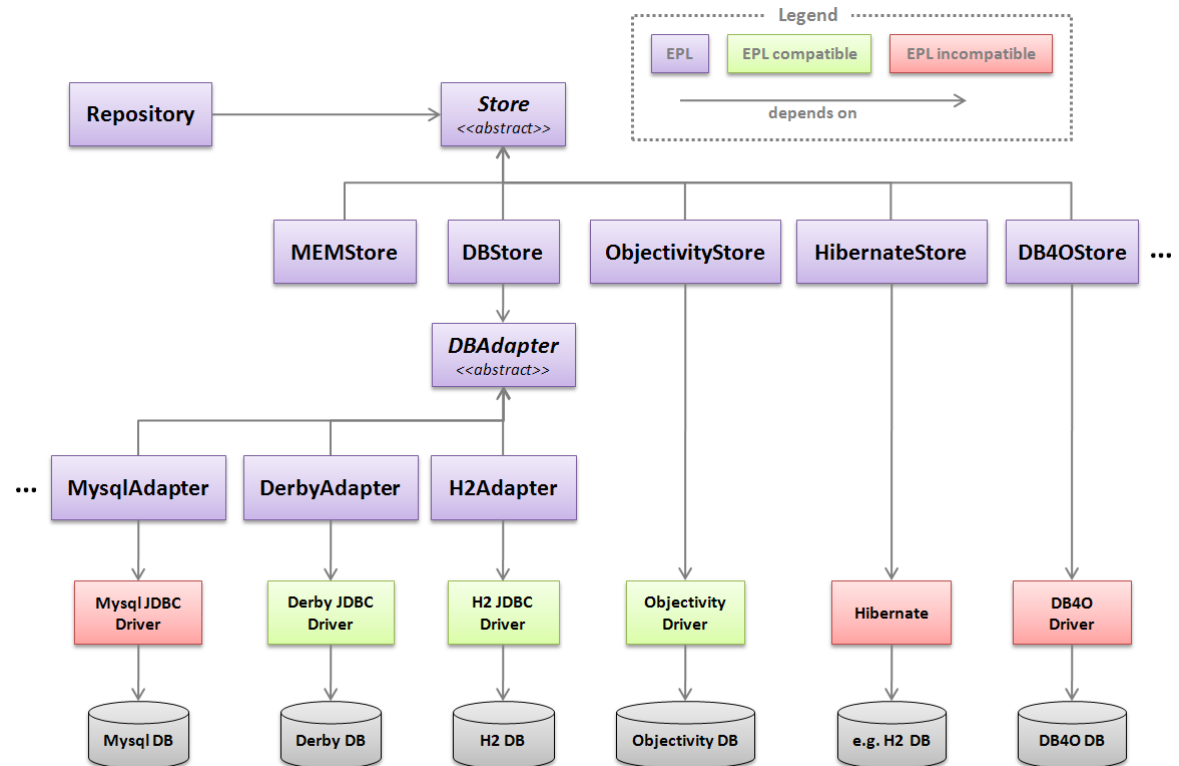 Legend
EPL
EPL compatible
EPL incompatible
depends on
Repository
Store
<<abstract>>
MEMStore
DBStore
ObjectivityStore
HibernateStore
DB4OStore
...
DBAdapter
<<abstract>>
...
MysqlAdapter
DerbyAdapter
H2Adapter
Mysql JDBC
Driver
Derby JDBC
Driver
H2 JDBC
Driver
Objectivity
Driver
Hibernate
DB4O
Driver
Mysql DB
Derby DB
H2 DB
Objectivity DB
e.g. H2 DB
DB4O DB